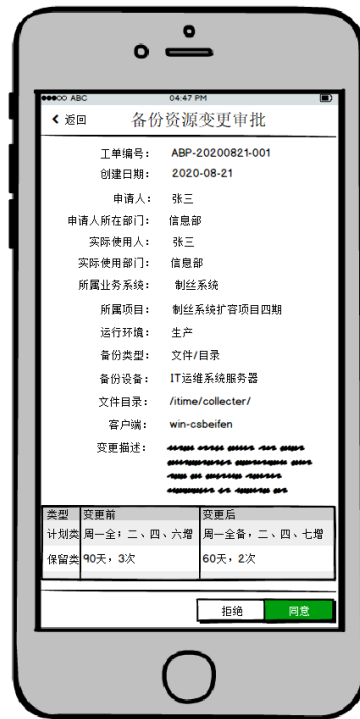 ABC 04:47 PM
返回 备份资源变更审批
工单编号： ABP-20200821-001
创建日期： 2020-08-21
申请人： 张三
申请人所在部门： 信息部
实际使用人： 张三
实际使用部门： 信息部
所属业务系统： 制丝系统
所属项目： 制丝系统扩容项目四期
运行环境： 生产
备份类型： 文件/目录
备份设备： IT运维系统服务器
文件目录： /itime/collecter/
客户端： win-csbeifen
变更描述：
类型 变更前 变更后
计划类 周一全；二、四、六增 周一全备，二、四、七增
保留类 90天，3次 60天，2次
拒绝 同意